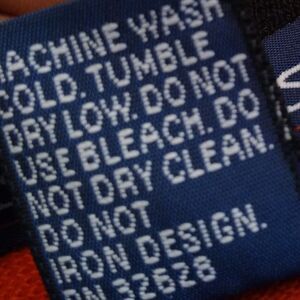 MACHINE WASH
COLD, TUMBLE
DRY LOW. DO NOT
USE BLEACH. DO
NOT DRY CLEAN.
DO NOT
IRON DESIGN.
RN 32628